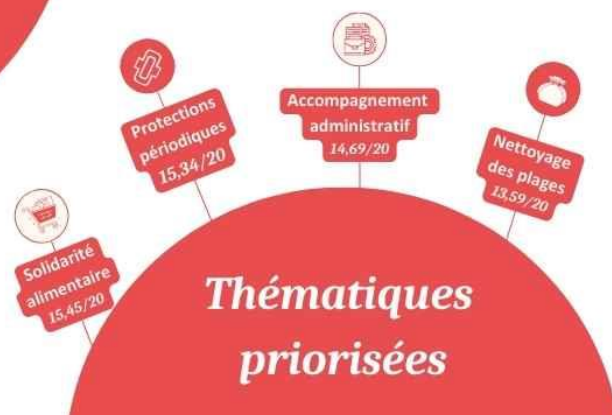 Solidarité
alimentaire
15,45/20
Protections
périodiques
15,34/20
Accompagnement
administratif
14,69/20
Nettoyage
des plages
13,59/20
Thématiques
priorisées